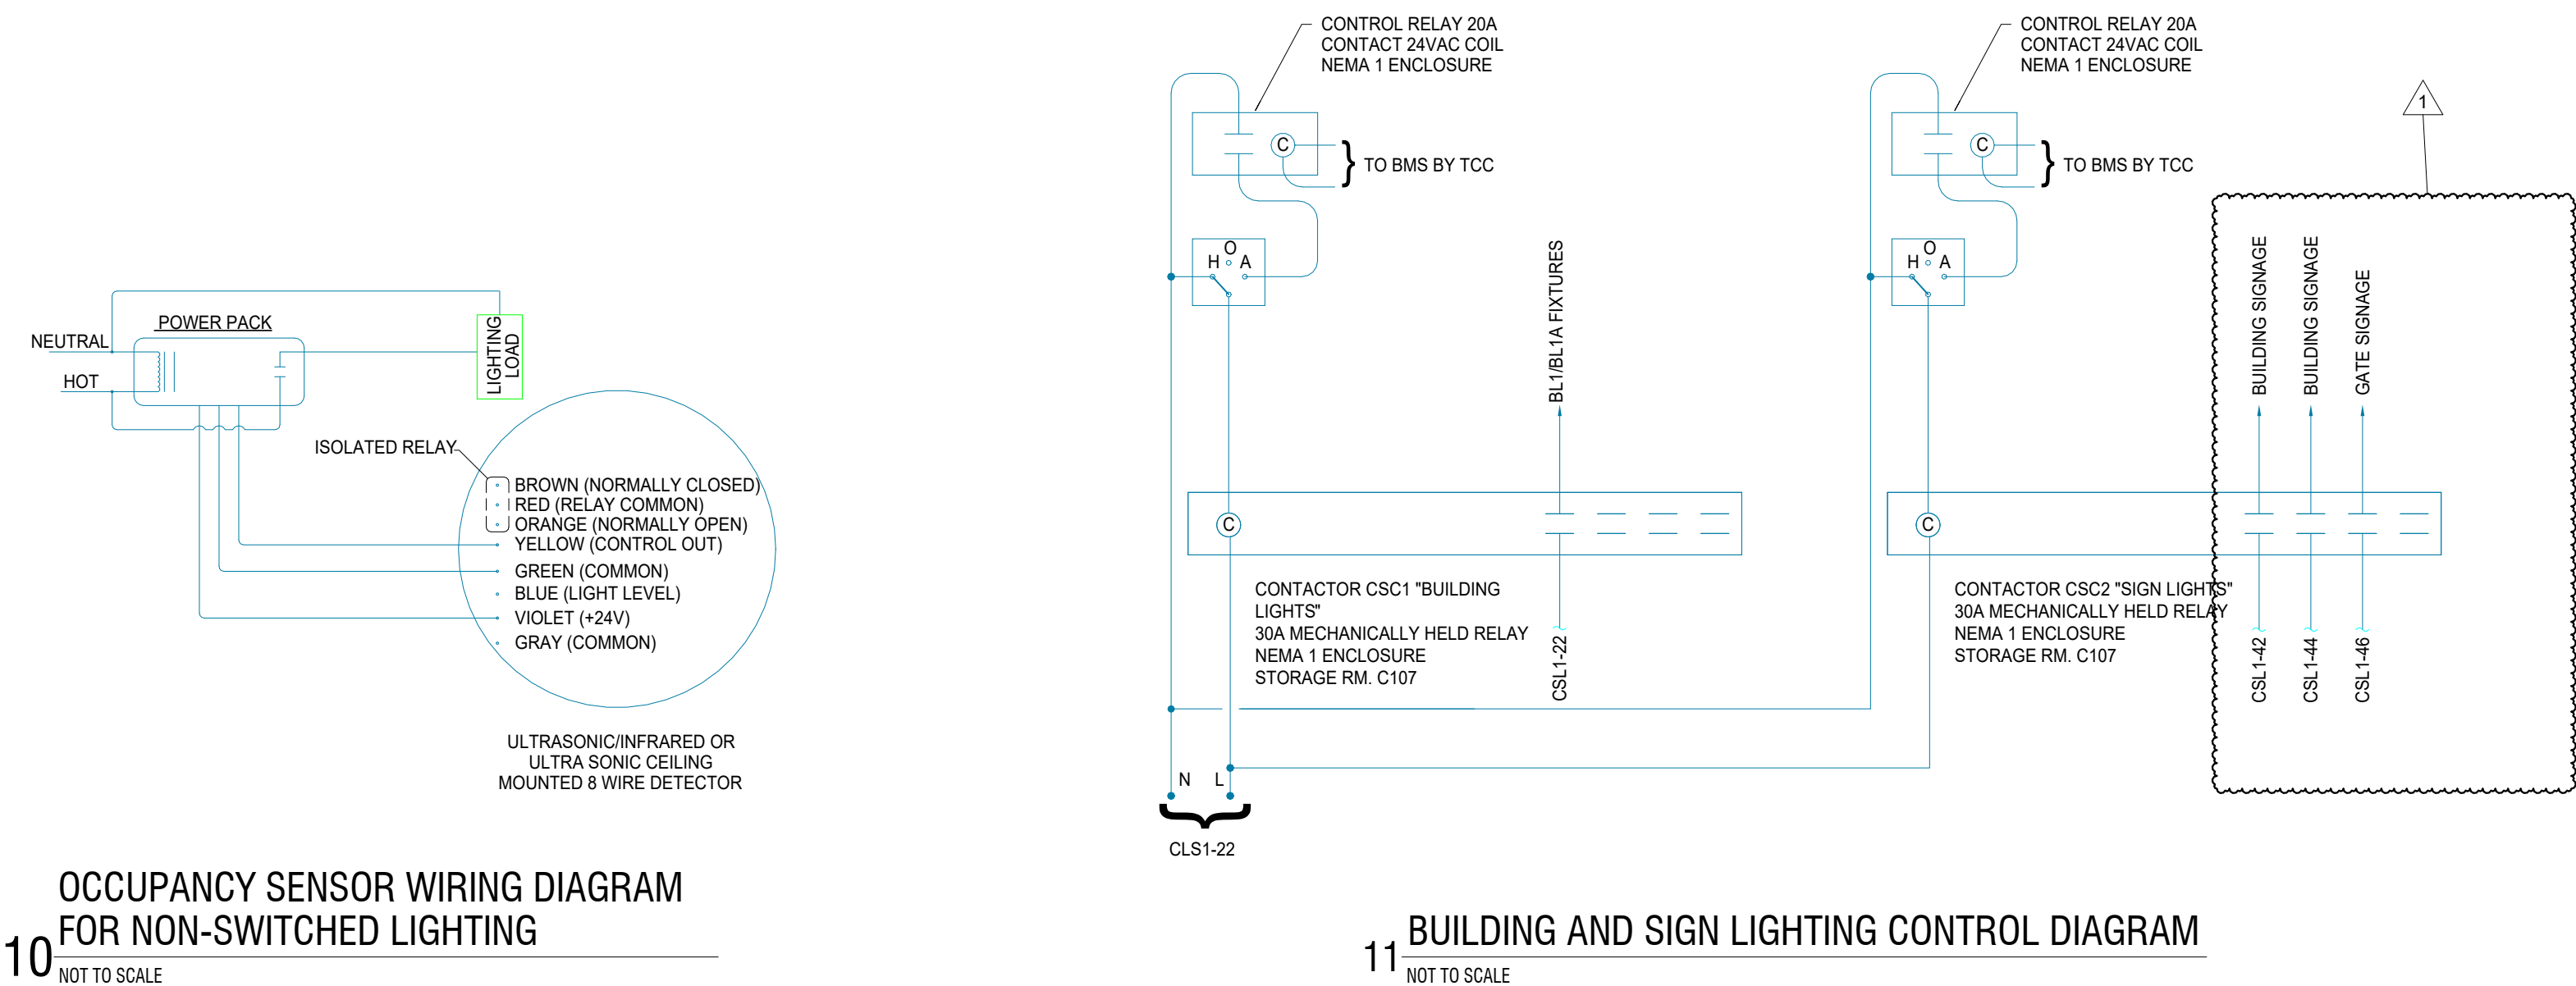 NEUTRAL
HOT
POWER PACK
LIGHTING
LOAD
ISOLATED RELAY
BROWN (NORMALLY CLOSED)
RED (RELAY COMMON)
ORANGE (NORMALLY OPEN)
YELLOW (CONTROL OUT)
GREEN (COMMON)
BLUE (LIGHT LEVEL)
VIOLET (+24V)
GRAY (COMMON)
ULTRASONIC/INFRARED OR
ULTRA SONIC CEILING
MOUNTED 8 WIRE DETECTOR
10
OCCUPANCY SENSOR WIRING DIAGRAM
FOR NON-SWITCHED LIGHTING
NOT TO SCALE
CONTROL RELAY 20A
CONTACT 24VAC COIL
NEMA 1 ENCLOSURE
C
TO BMS BY TCC
H O A
BL1/BL1A FIXTURES
C
CONTACTOR CSC1 "BUILDING
LIGHTS"
30A MECHANICALLY HELD RELAY
NEMA 1 ENCLOSURE
STORAGE RM. C107
CSL1-22
N L
CLS1-22
CONTROL RELAY 20A
CONTACT 24VAC COIL
NEMA 1 ENCLOSURE
C
TO BMS BY TCC
H O A
1
BUILDING SIGNAGE
BUILDING SIGNAGE
GATE SIGNAGE
C
CONTACTOR CSC2 "SIGN LIGHTS"
30A MECHANICALLY HELD RELAY
NEMA 1 ENCLOSURE
STORAGE RM. C107
CSL1-42
CSL1-44
CSL1-46
11
BUILDING AND SIGN LIGHTING CONTROL DIAGRAM
NOT TO SCALE